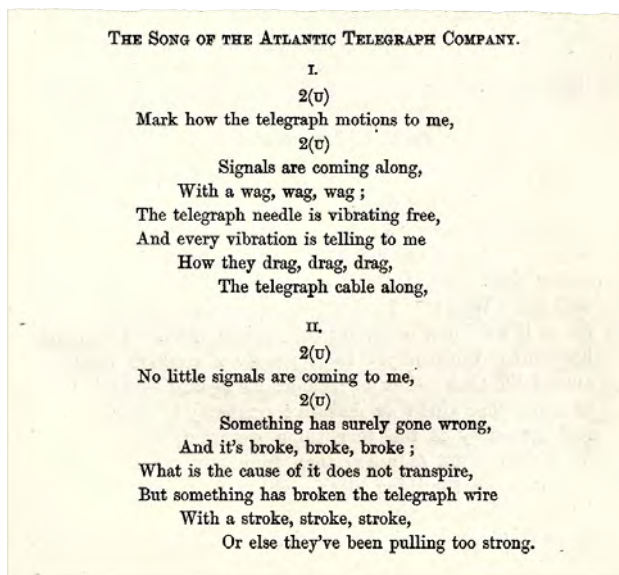 THE SONG OF THE ATLANTIC TELEGRAPH COMPANY.
I.
2(U)
Mark how the telegraph motions to me,
2(U)
Signals are coming along,
With a wag, wag, wag ;
The telegraph needle is vibrating free,
And every vibration is telling to me
How they drag, drag, drag,
The telegraph cable along,
II.
2(U)
No little signals are coming to me,
2(U)
Something has surely gone wrong,
And it's broke, broke, broke ;
What is the cause of it does not transpire,
But something has broken the telegraph wire
With a stroke, stroke, stroke,
Or else they've been pulling too strong.